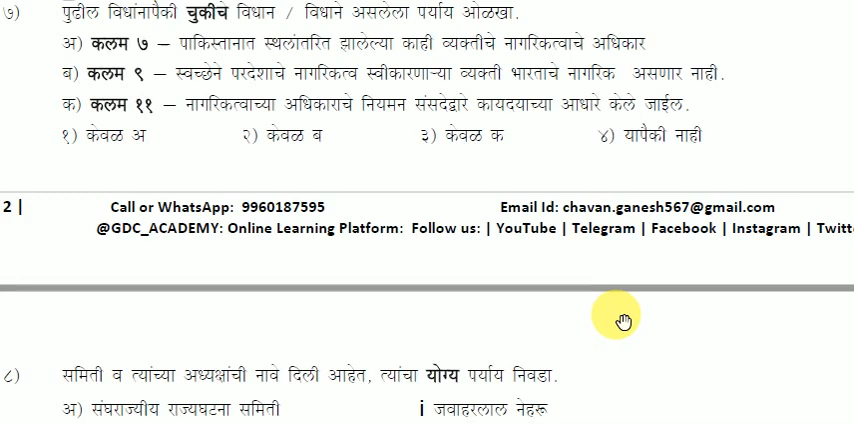 ७) पुढील विधांनापैकी चुकीचे विधान / विधाने असलेला पर्याय ओळखा.
अ) कलम ७ – पाकिस्तानात स्थलांतरित झालेल्या काही व्यक्तीचे नागरिकत्वाचे अधिकार
ब) कलम ९ – स्वच्छेने परदेशाचे नागरिकत्व स्वीकारणाऱ्या व्यक्ती भारताचे नागरिक असणार नाही.
क) कलम ११ – नागरिकत्वाच्या अधिकाराचे नियमन संसदेद्वारे कायदयाच्या आधारे केले जाईल.
१) केवळ अ २) केवळ ब ३) केवळ क ४) यापैकी नाही
2 | Call or WhatsApp: 9960187595 Email Id: chavan.ganesh567@gmail.com
@GDC_ACADEMY: Online Learning Platform: Follow us: | YouTube | Telegram | Facebook | Instagram | Twitt
८) समिती व त्यांच्या अध्यक्षांची नावे दिली आहेत, त्यांचा योग्य पर्याय निवडा.
अ) संघराज्यीय राज्यघटना समिती i जवाहरलाल नेहरू